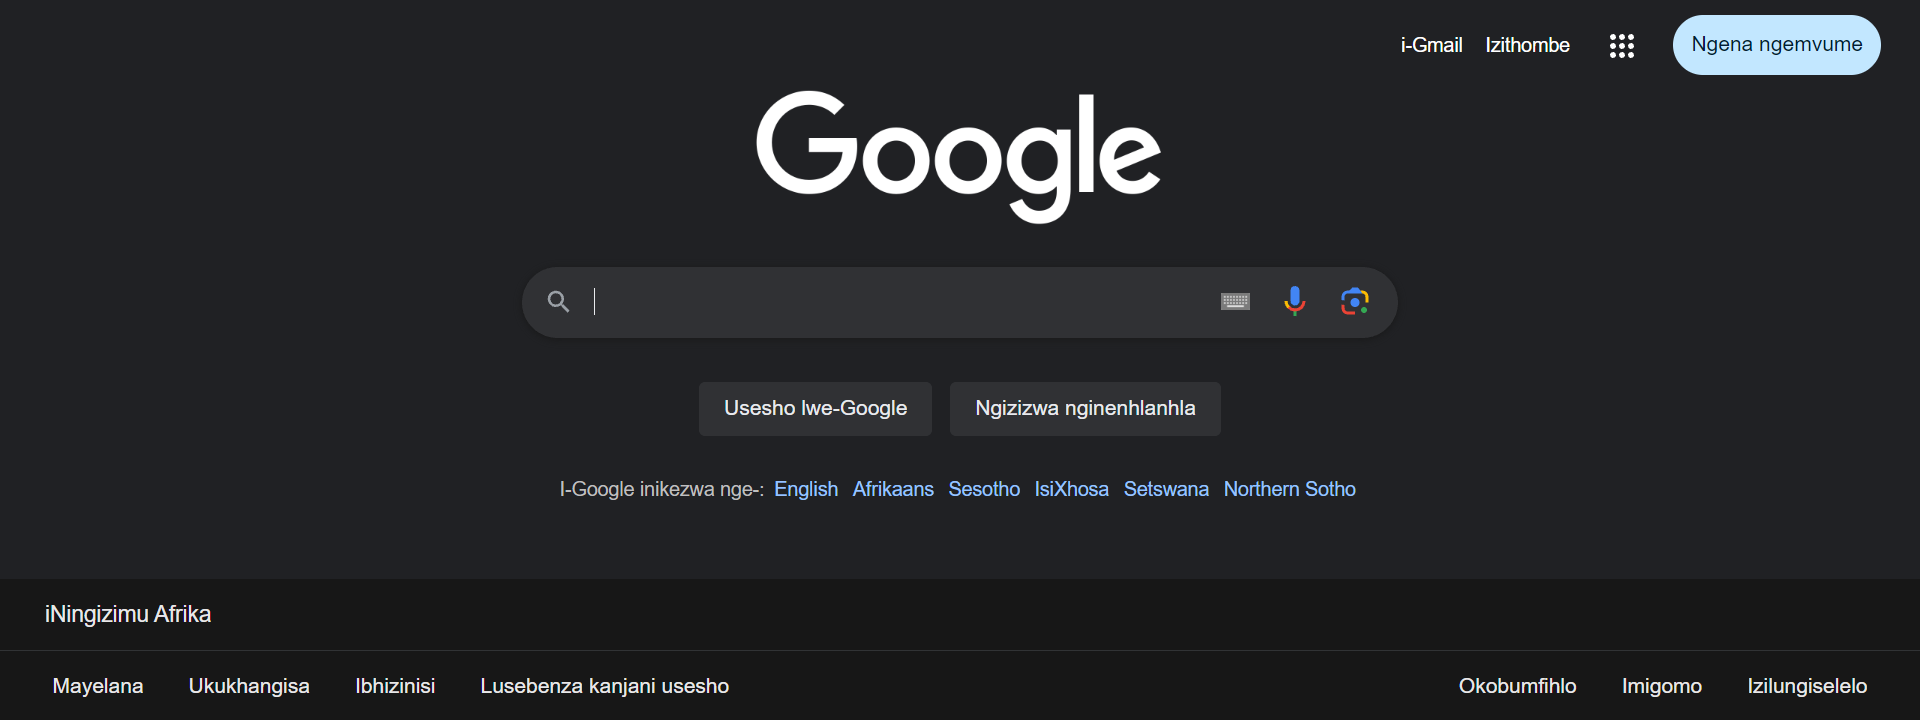 i-Gmail Izithombe Ngena ngemvume
Google
Usesho lwe-Google Ngizizwa nginenhlanhla
I-Google inikezwa nge-: English Afrikaans Sesotho IsiXhosa Setswana Northern Sotho
iNingizimu Afrika
Mayelana Ukukhangisa Ibhizinisi Lusebenza kanjani usesho Okobumfihlo Imigomo Izilungiselelo